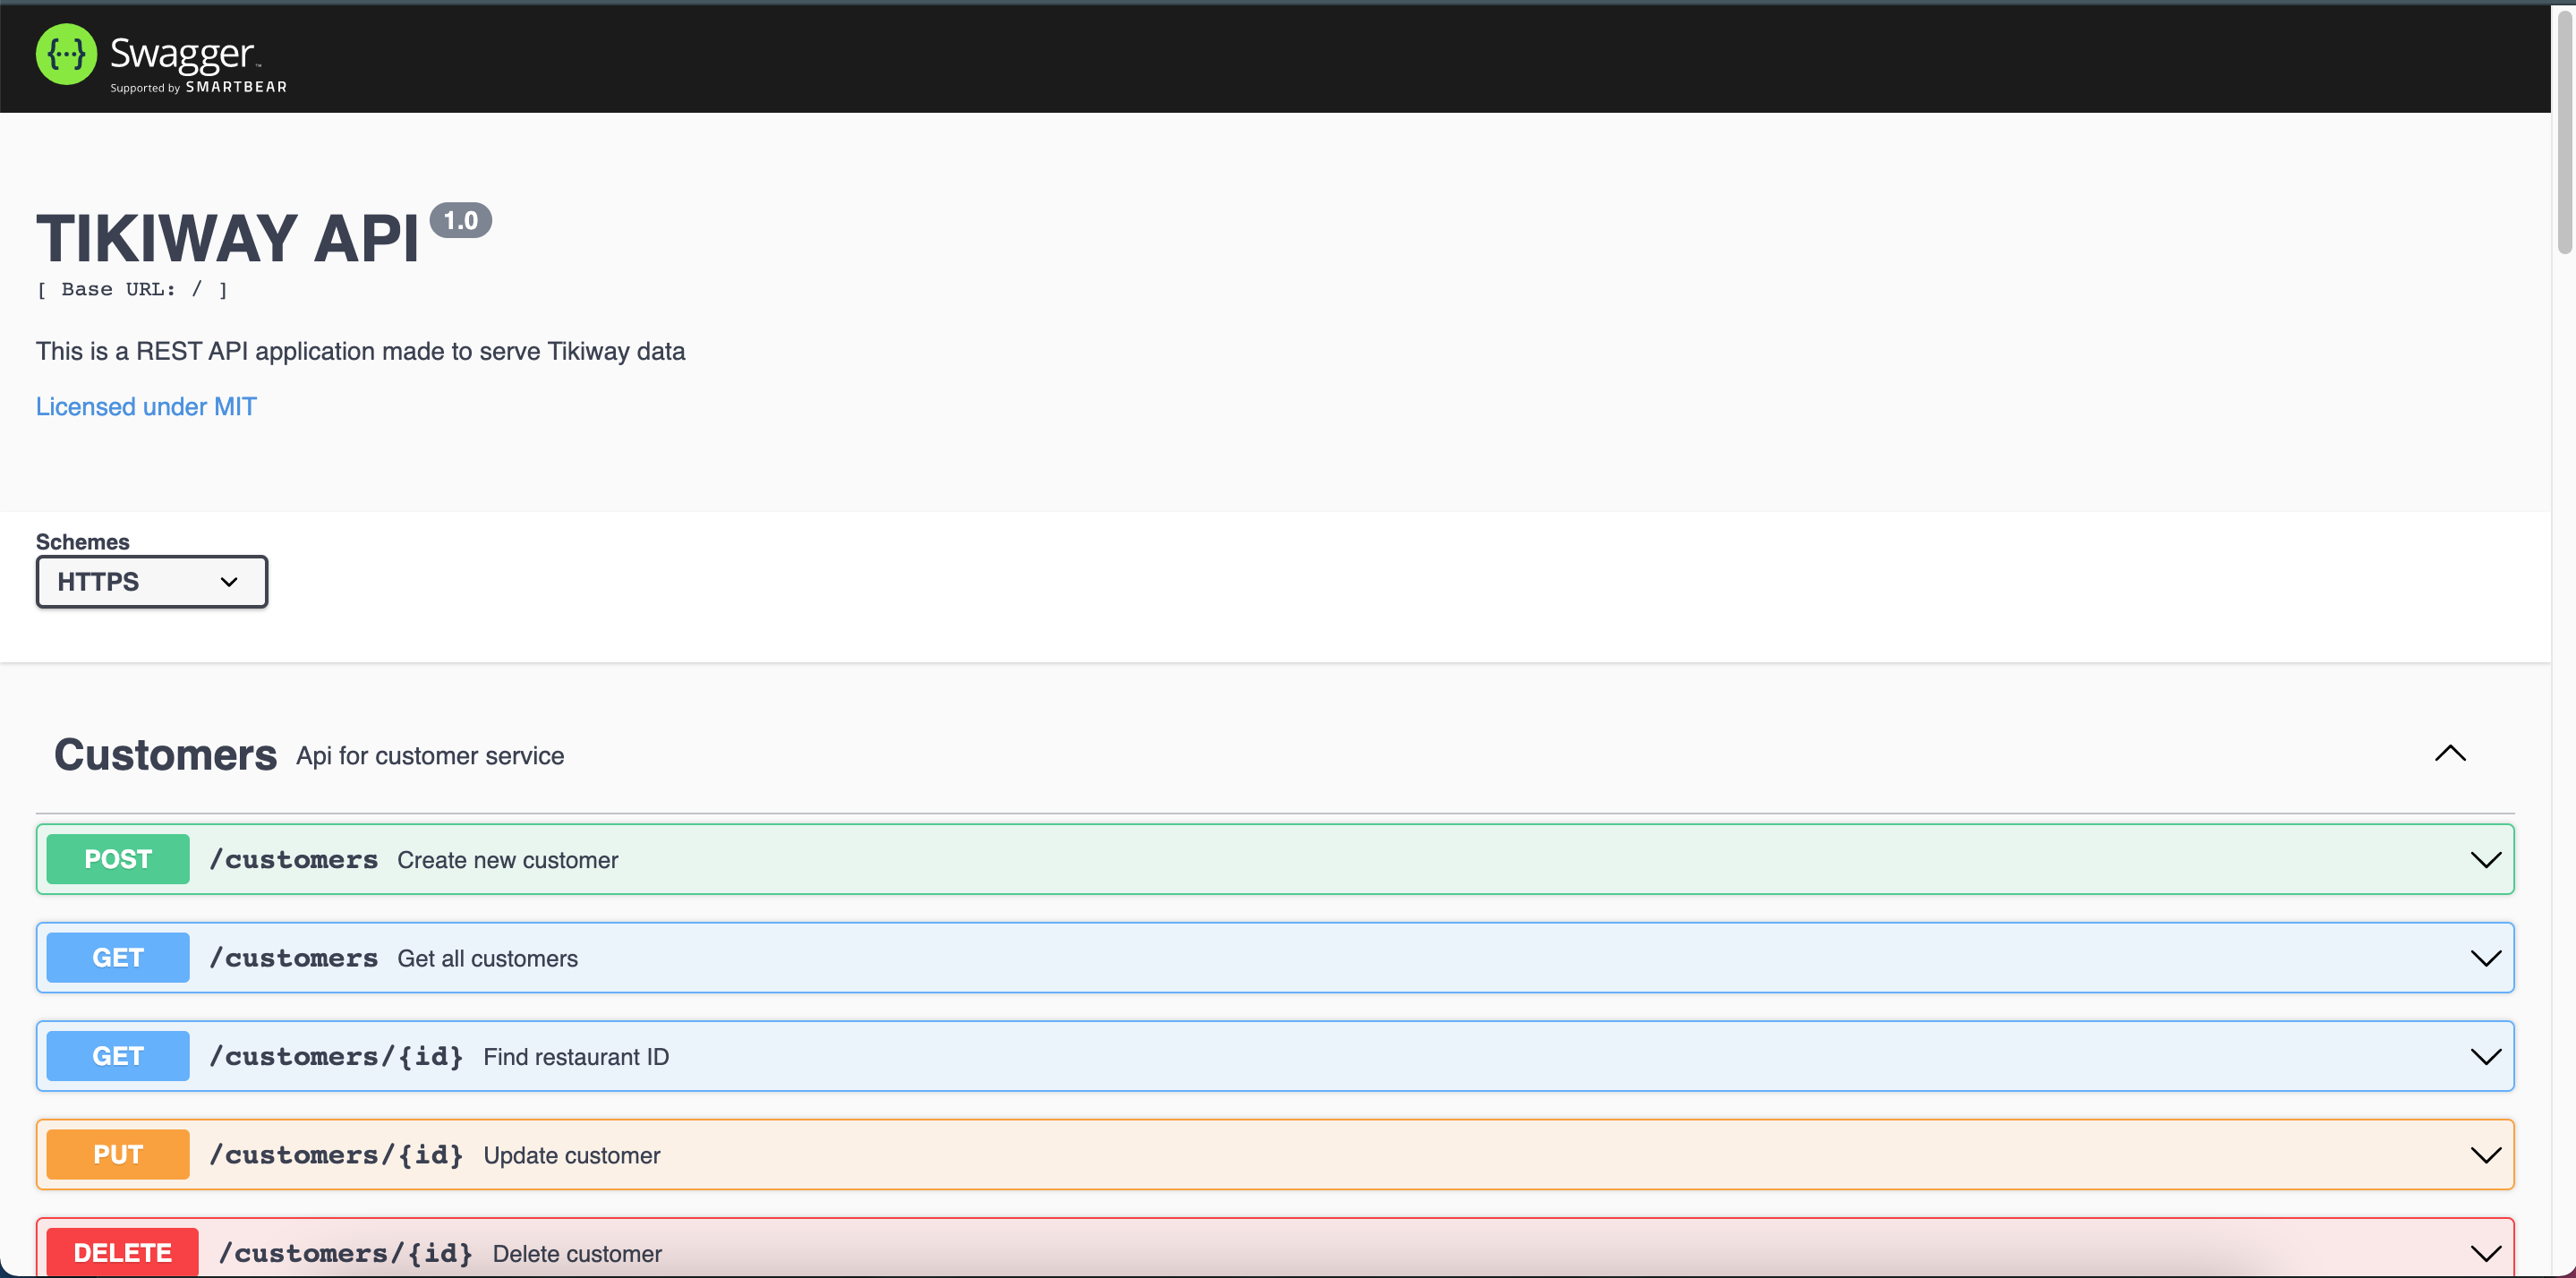 {···} Swagger™
Supported by SMARTBEAR
TIKIWAY API 1.0
[ Base URL: / ]
This is a REST API application made to serve Tikiway data
Licensed under MIT
Schemes
HTTPS
Customers Api for customer service
POST /customers Create new customer
GET /customers Get all customers
GET /customers/{id} Find restaurant ID
PUT /customers/{id} Update customer
DELETE /customers/{id} Delete customer